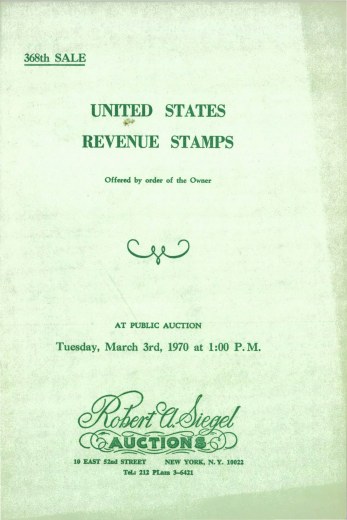 368th SALE
UNITED STATES
REVENUE STAMPS
Offered by order of the Owner
AT PUBLIC AUCTION
Tuesday, March 3rd, 1970 at 1:00 P.M.
Robert A. Siegel
AUCTIONS
10 EAST 52nd STREET NEW YORK, N. Y. 10022
Tel.: 212 PLaza 3-6421